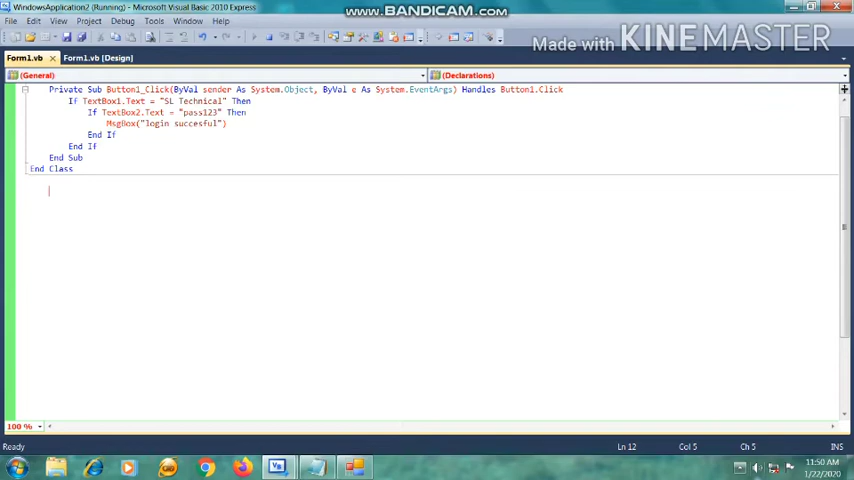 WindowsApplication2 (Running) - Microsoft Visual Basic 2010 Express
www.BANDICAM.com
File Edit View Project Debug Tools Window Help
Made with KINEMASTER
Form1.vb Form1.vb [Design]
(General) (Declarations)
Private Sub Button1_Click(ByVal sender As System.Object, ByVal e As System.EventArgs) Handles Button1.Click
If TextBox1.Text = "SL Technical" Then
If TextBox2.Text = "pass123" Then
MsgBox("login succesful")
End If
End If
End Sub
End Class
100 %
Ready Ln 12 Col 5 Ch 5 INS
11:50 AM
1/22/2020